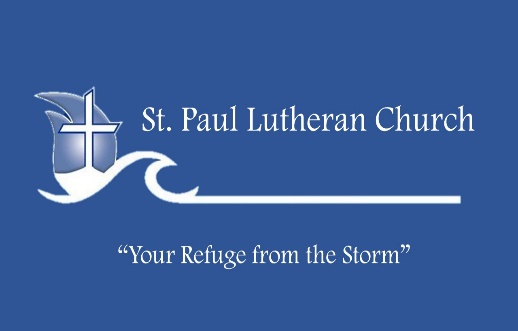 St. Paul Lutheran Church
“Your Refuge from the Storm”